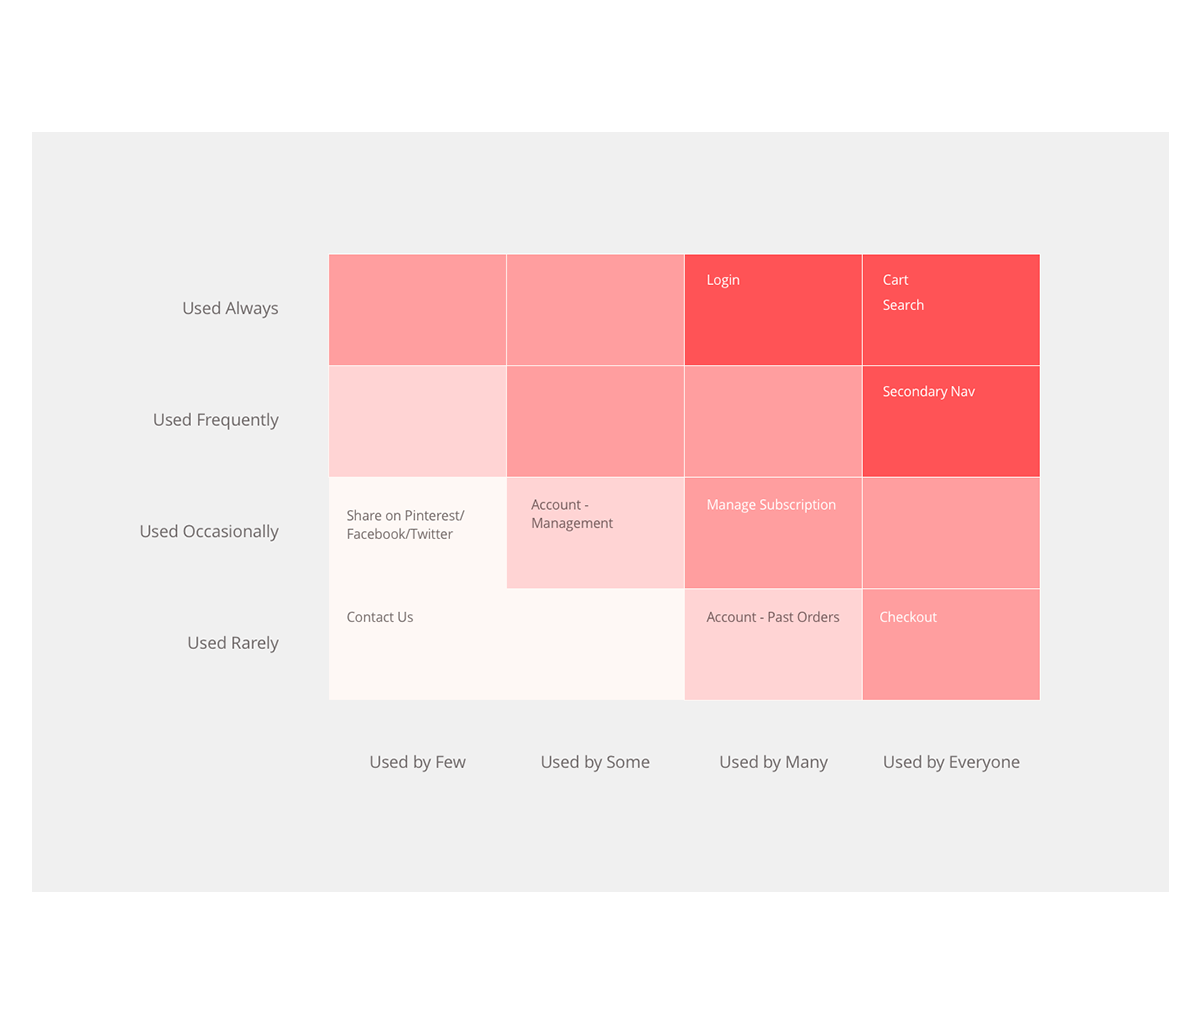 Used Always
Login
Cart
Search
Used Frequently
Secondary Nav
Used Occasionally
Share on Pinterest/
Facebook/Twitter
Account -
Management
Manage Subscription
Used Rarely
Contact Us
Account - Past Orders
Checkout
Used by Few
Used by Some
Used by Many
Used by Everyone